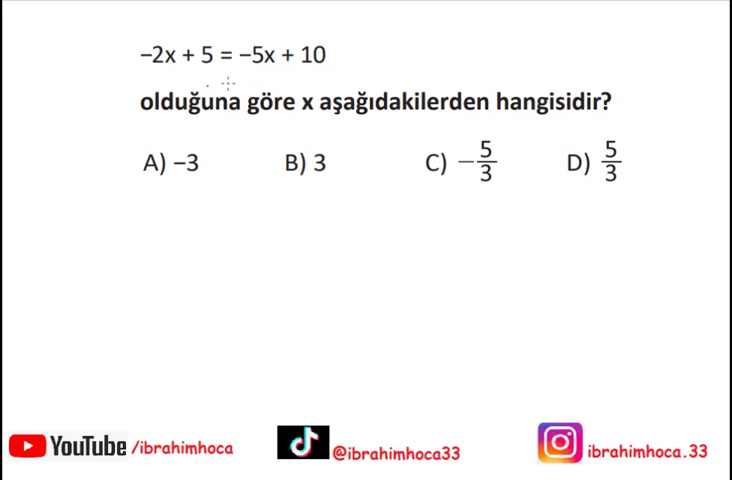 −2x + 5 = −5x + 10
olduğuna göre x aşağıdakilerden hangisidir?
A) −3 B) 3 C) −5/3 D) 5/3
YouTube /ibrahimhoca @ibrahimhoca33 ibrahimhoca.33